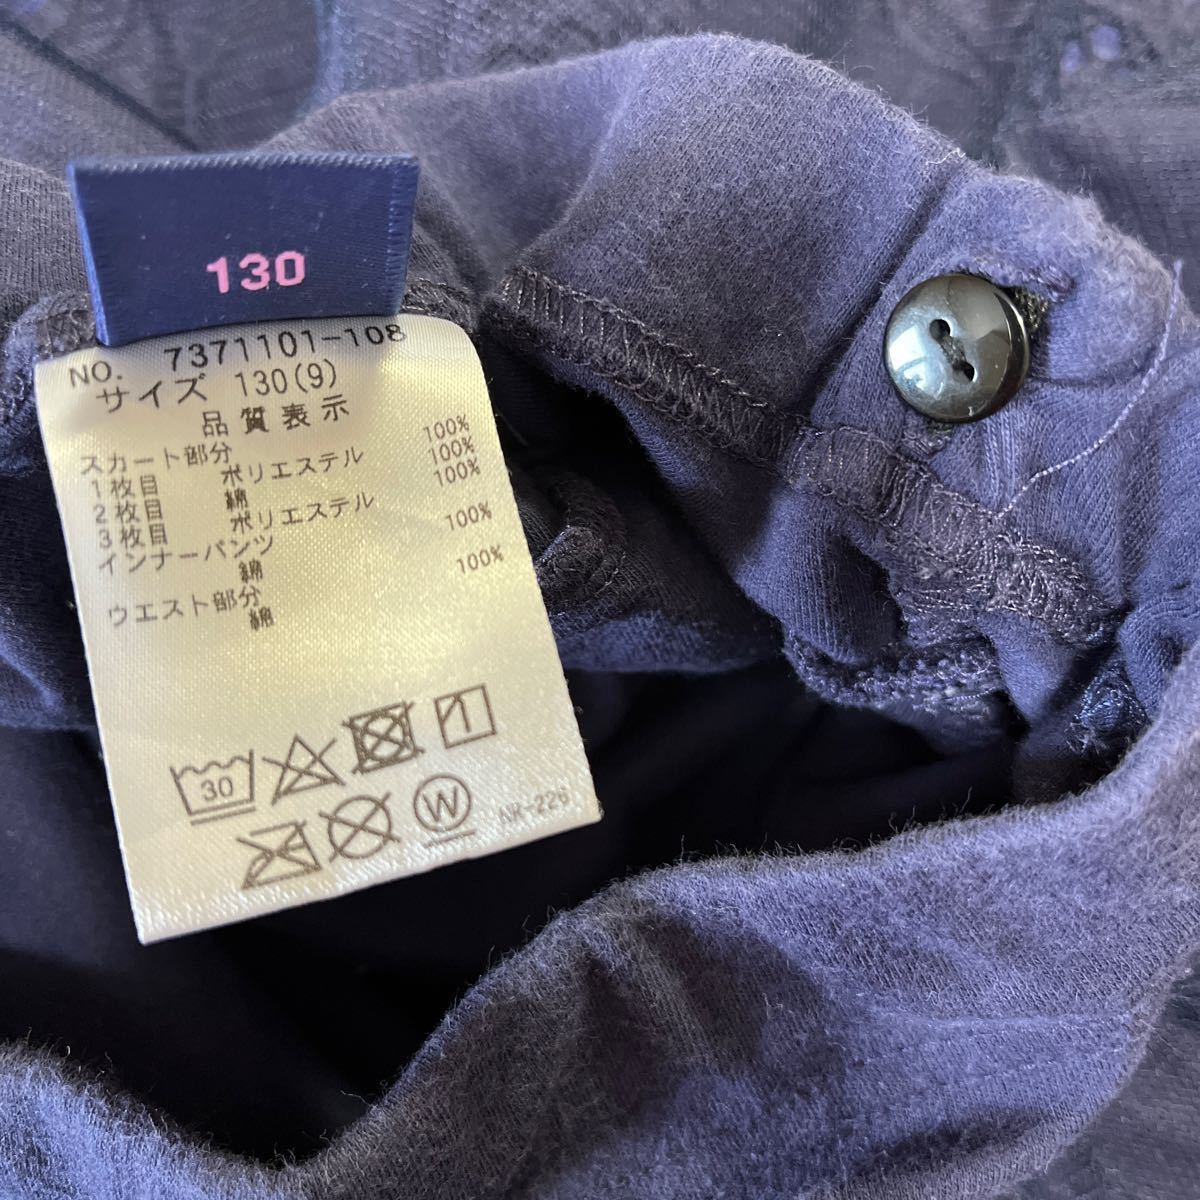 130
NO. 7371101-108
サイズ 130(9)
品質表示
スカート部分
1枚目 ポリエステル 100%
2枚目 綿 100%
3枚目 ポリエステル 100%
インナーパンツ
綿 100%
ウエスト部分
綿 100%
30
W
NR-226